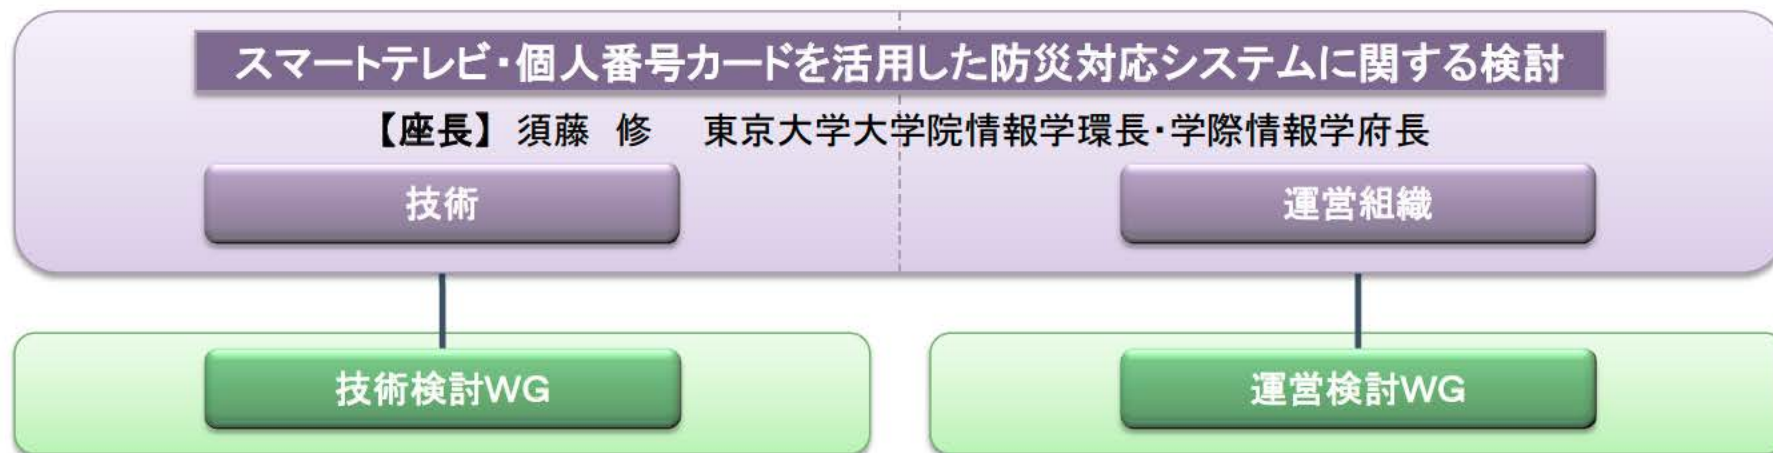 スマートテレビ・個人番号カードを活用した防災対応システムに関する検討
【座長】 須藤 修 東京大学大学院情報学環長・学際情報学府長
技術
運営組織
技術検討WG
運営検討WG